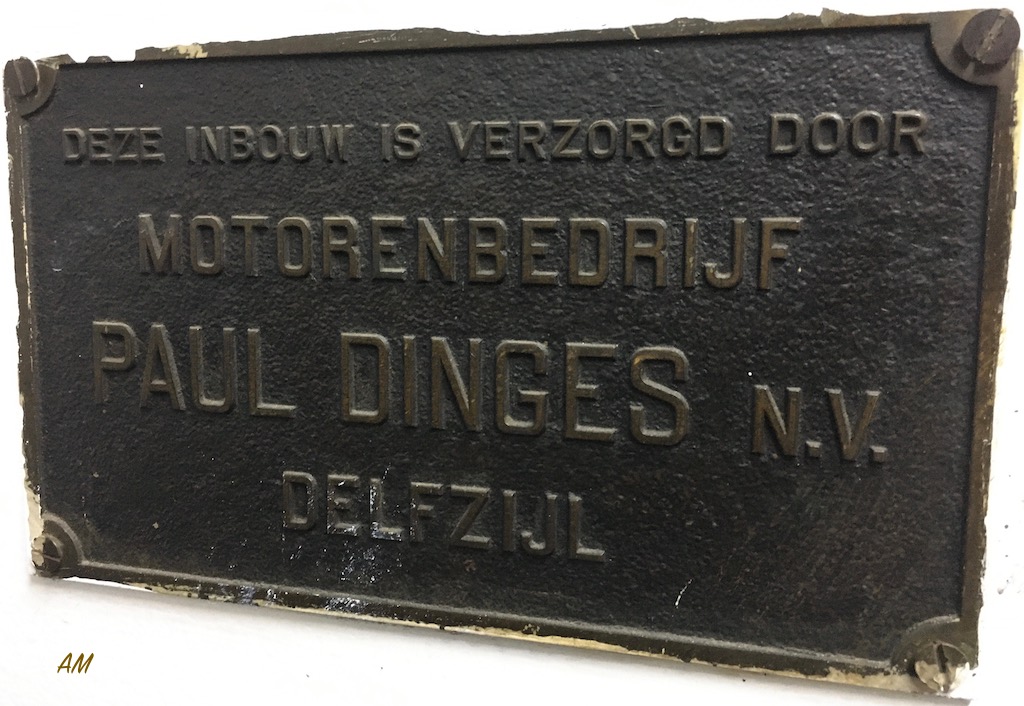 DEZE INBOUW IS VERZORGD DOOR
MOTORENBEDRIJF
PAUL DINGES N.V.
DELFZIJL
AM